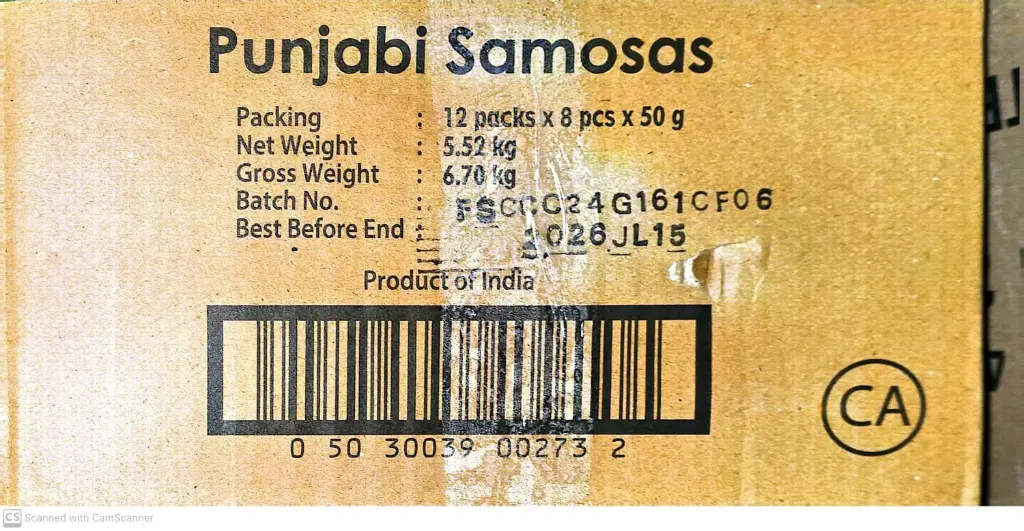 Punjabi Samosas
Packing : 12 packs x 8 pcs x 50 g
Net Weight : 5.52 kg
Gross Weight : 6.70 kg
Batch No. : FSCCC24G161CF06
Best Before End : 2026JL15
Product of India
0 50 30039 00273 2
CA
CS Scanned with CamScanner